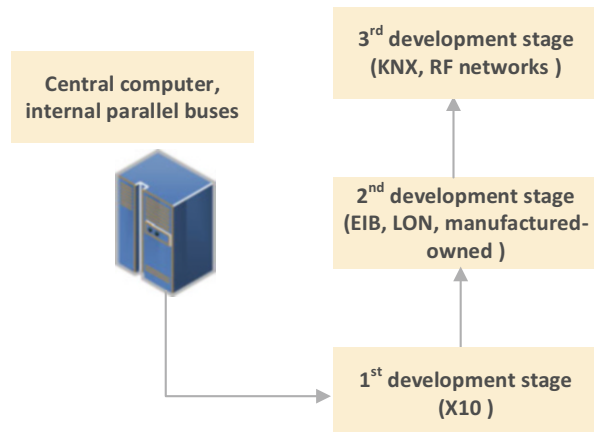 Central computer,
internal parallel buses
3rd development stage
(KNX, RF networks )
2nd development stage
(EIB, LON, manufactured-
owned )
1st development stage
(X10 )